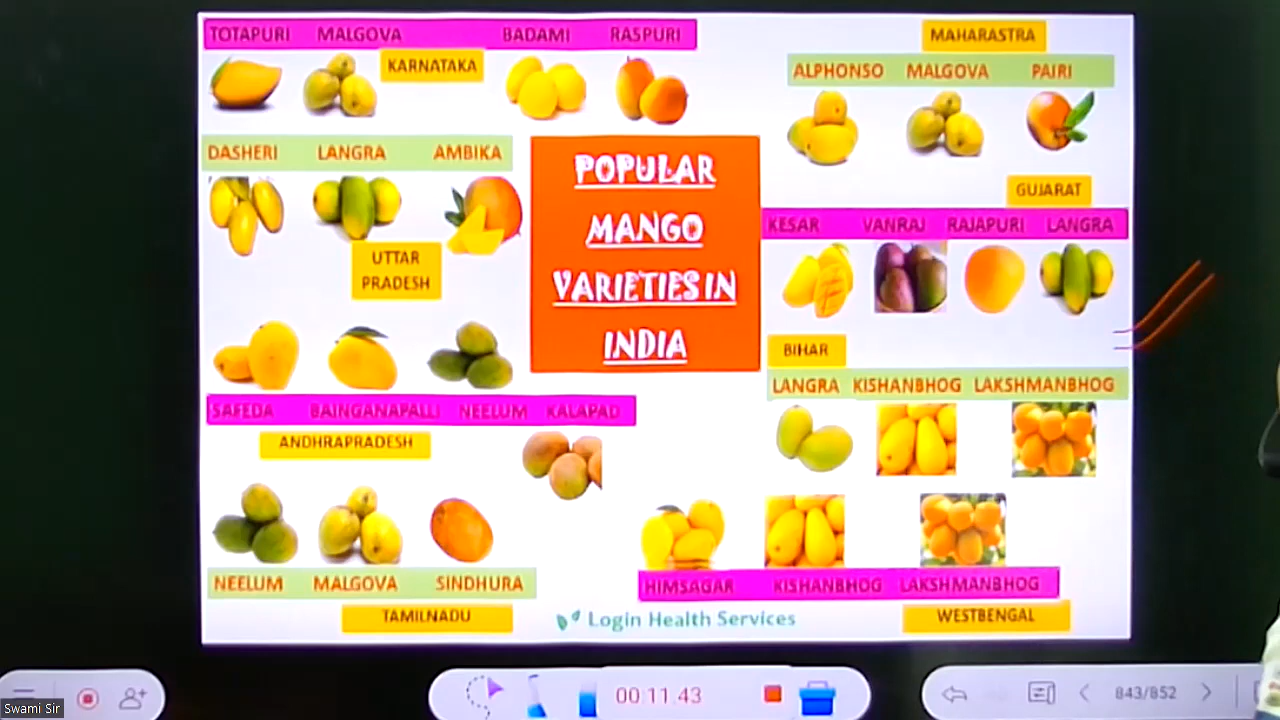 TOTAPURI MALGOVA BADAMI RASPURI
KARNATAKA
MAHARASTRA
ALPHONSO MALGOVA PAIRI
DASHERI LANGRA AMBIKA
UTTAR
PRADESH
POPULAR
MANGO
VARIETIES IN
INDIA
GUJARAT
KESAR VANRAJ RAJAPURI LANGRA
BIHAR
LANGRA KISHANBHOG LAKSHMANBHOG
SAFEDA BAINGANAPALLI NEELUM KALAPAD
ANDHRAPRADESH
NEELUM MALGOVA SINDHURA
TAMILNADU
HIMSAGAR KISHANBHOG LAKSHMANBHOG
WESTBENGAL
Login Health Services
00:11.43
843/852
Swami Sir